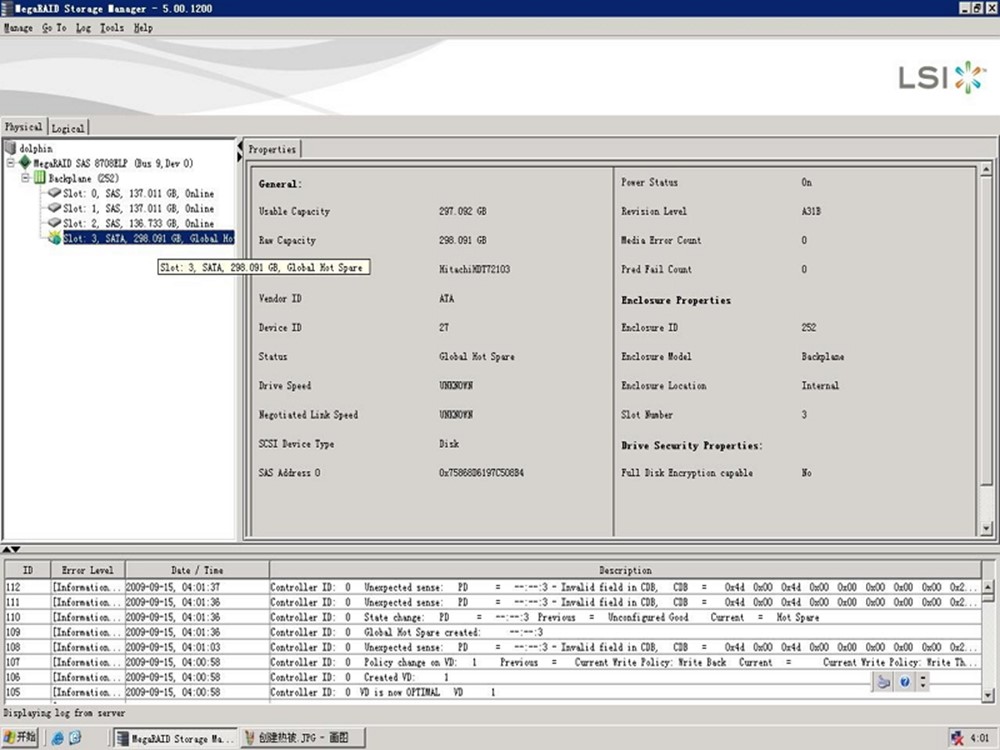 MegaRAID Storage Manager - 5.00.1200
Manage Go To Log Tools Help
LSI
Physical Logical
dolphin
MegaRAID SAS 8708ELP (Bus 9,Dev 0)
Backplane (252)
Slot: 0, SAS, 137.011 GB, Online
Slot: 1, SAS, 137.011 GB, Online
Slot: 2, SAS, 136.733 GB, Online
Slot: 3, SATA, 298.091 GB, Global Ho
Slot: 3, SATA, 298.091 GB, Global Hot Spare
Properties
General:
Usable Capacity 297.092 GB
Raw Capacity 298.091 GB
HitachiHDT72103
Vendor ID ATA
Device ID 27
Status Global Hot Spare
Drive Speed UNKNOWN
Negotiated Link Speed UNKNOWN
SCSI Device Type Disk
SAS Address 0 0x75868D6197C508B4
Power Status On
Revision Level A31B
Media Error Count 0
Pred Fail Count 0
Enclosure Properties
Enclosure ID 252
Enclosure Model Backplane
Enclosure Location Internal
Slot Number 3
Drive Security Properties:
Full Disk Encryption capable No
ID Error Level Date / Time Description
112 [Information... 2009-09-15, 04:01:37 Controller ID: 0 Unexpected sense: PD = --:--:3 - Invalid field in CDB, CDB = 0x4d 0x00 0x4d 0x00 0x00 0x00 0x00 0x00 0x2...
111 [Information... 2009-09-15, 04:01:36 Controller ID: 0 Unexpected sense: PD = --:--:3 - Invalid field in CDB, CDB = 0x4d 0x00 0x4d 0x00 0x00 0x00 0x00 0x00 0x2...
110 [Information... 2009-09-15, 04:01:36 Controller ID: 0 State change: PD = --:--:3 Previous = Unconfigured Good Current = Hot Spare
109 [Information... 2009-09-15, 04:01:36 Controller ID: 0 Global Hot Spare created: --:--:3
108 [Information... 2009-09-15, 04:01:03 Controller ID: 0 Unexpected sense: PD = --:--:3 - Invalid field in CDB, CDB = 0x4d 0x00 0x4d 0x00 0x00 0x00 0x00 0x00 0x2...
107 [Information... 2009-09-15, 04:00:58 Controller ID: 0 Policy change on VD: 1 Previous = Current Write Policy: Write Back Current = Current Write Policy: Write Th...
106 [Information... 2009-09-15, 04:00:58 Controller ID: 0 Created VD: 1
105 [Information... 2009-09-15, 04:00:58 Controller ID: 0 VD is now OPTIMAL VD 1
Displaying log from server
开始 MegaRAID Storage Ma... 创建热被.JPG - 画图 4:01